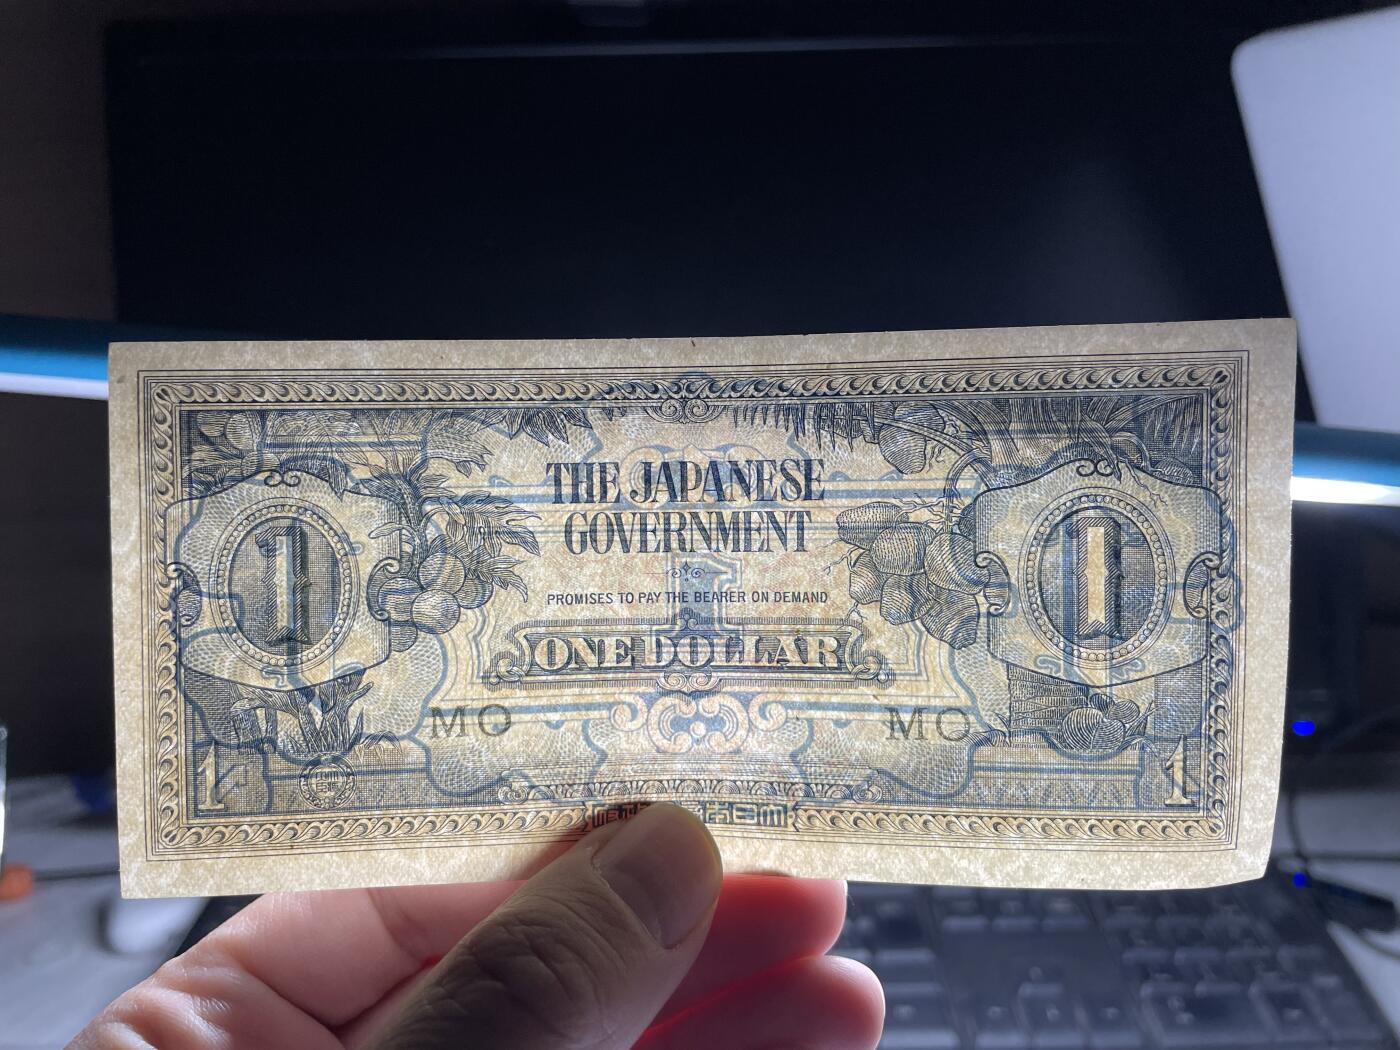 THE JAPANESE
GOVERNMENT
1 1
PROMISES TO PAY THE BEARER ON DEMAND
ONE DOLLAR
MO MO
1 1